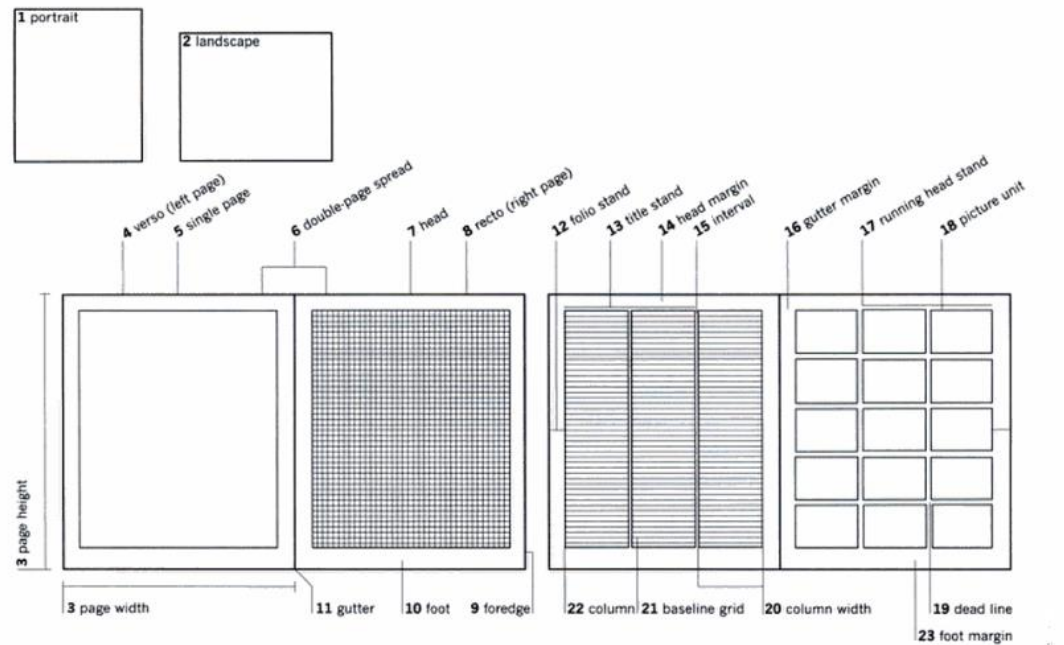 1 portrait
2 landscape
4 verso (left page)
5 single page
6 double-page spread
7 head
8 recto (right page)
12 folio stand
13 title stand
14 head margin
15 interval
16 gutter margin
17 running head stand
18 picture unit
3 page height
3 page width
11 gutter
10 foot
9 foredge
22 column
21 baseline grid
20 column width
19 dead line
23 foot margin